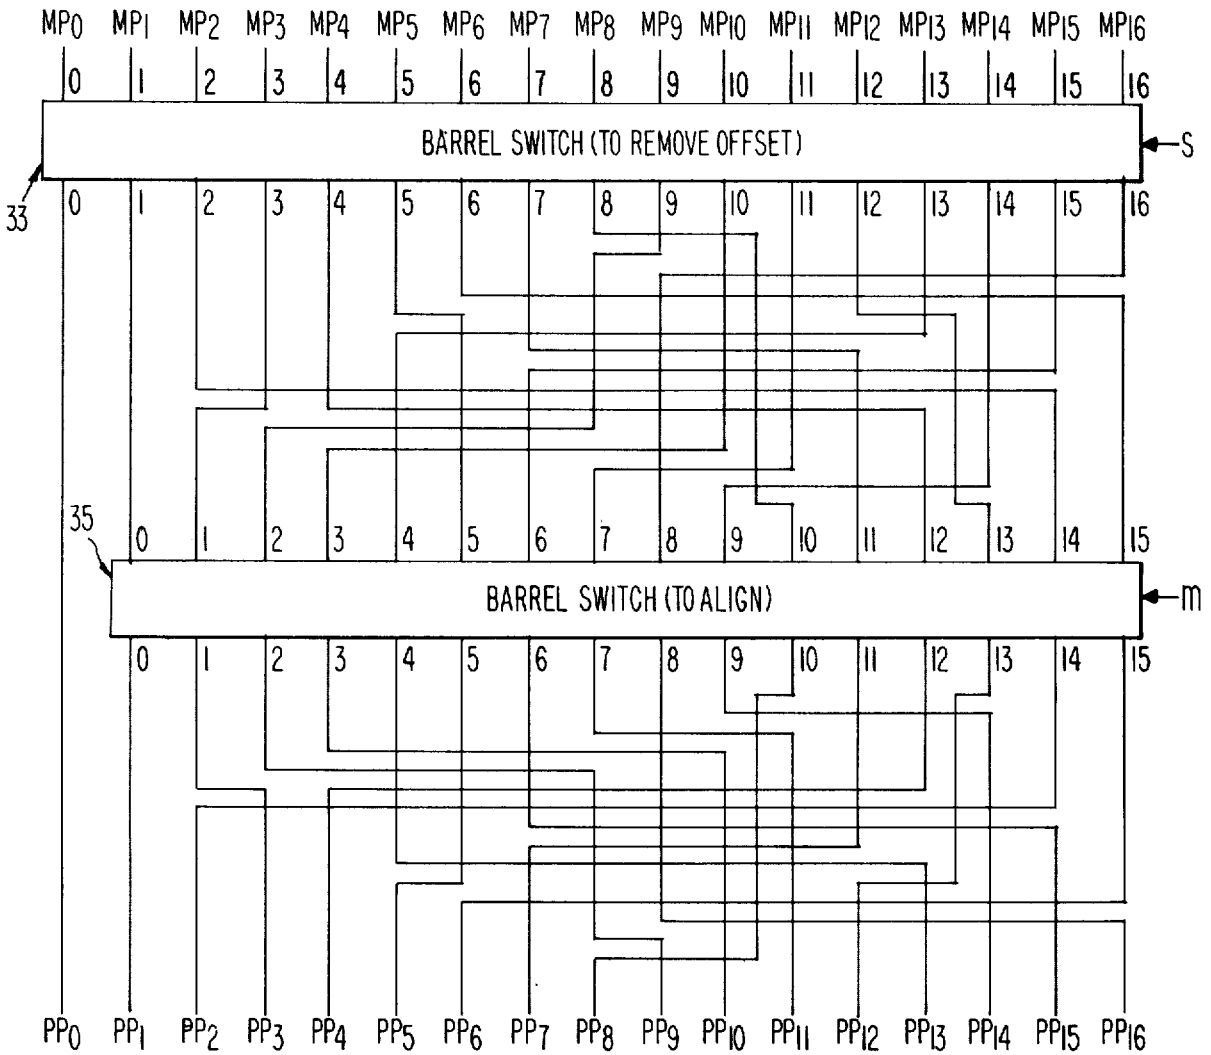 MP0 MP1 MP2 MP3 MP4 MP5 MP6 MP7 MP8 MP9 MP10 MP11 MP12 MP13 MP14 MP15 MP16
0 1 2 3 4 5 6 7 8 9 10 11 12 13 14 15 16
BARREL SWITCH (TO REMOVE OFFSET)
S
33
0 1 2 3 4 5 6 7 8 9 10 11 12 13 14 15 16
35
0 1 2 3 4 5 6 7 8 9 10 11 12 13 14 15
BARREL SWITCH (TO ALIGN)
m
0 1 2 3 4 5 6 7 8 9 10 11 12 13 14 15
PP0 PP1 PP2 PP3 PP4 PP5 PP6 PP7 PP8 PP9 PP10 PP11 PP12 PP13 PP14 PP15 PP16